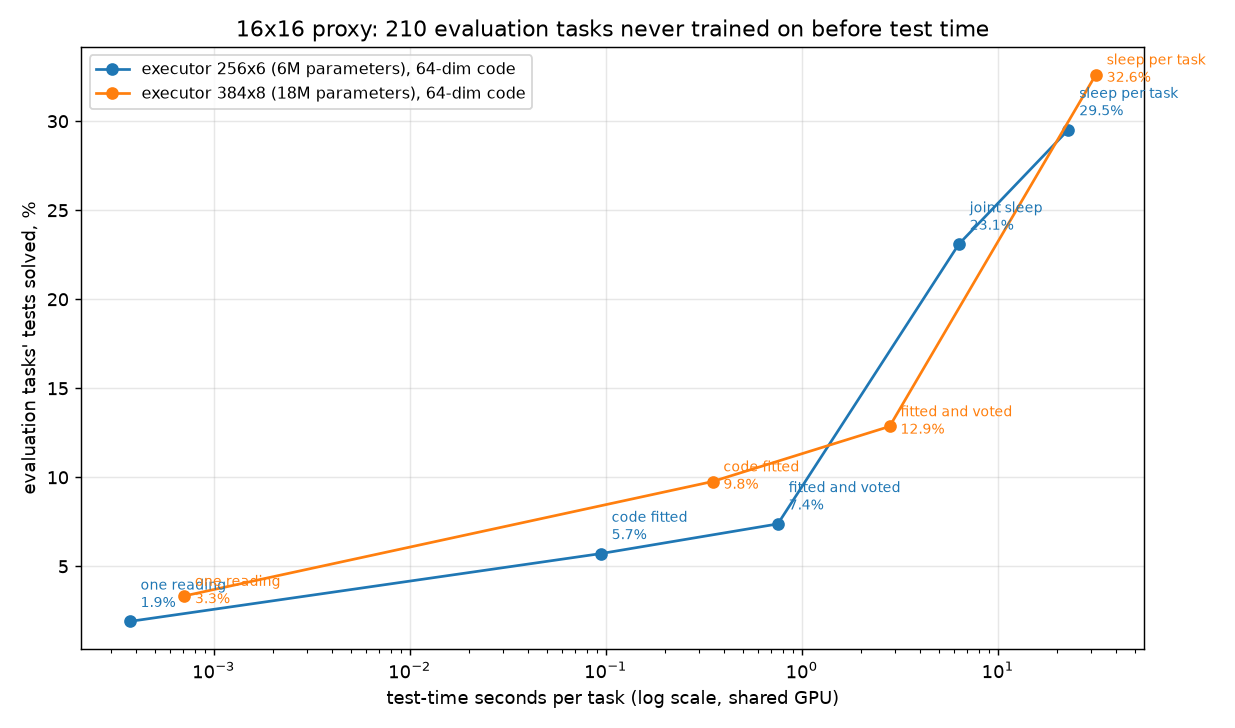 16x16 proxy: 210 evaluation tasks never trained on before test time
executor 256x6 (6M parameters), 64-dim code
executor 384x8 (18M parameters), 64-dim code
sleep per task
32.6%
sleep per task
29.5%
joint sleep
23.1%
fitted and voted
12.9%
code fitted
9.8%
fitted and voted
7.4%
code fitted
5.7%
one reading
3.3%
one reading
1.9%
30
25
20
15
10
5
evaluation tasks' tests solved, %
10⁻³
10⁻²
10⁻¹
10⁰
10¹
test-time seconds per task (log scale, shared GPU)